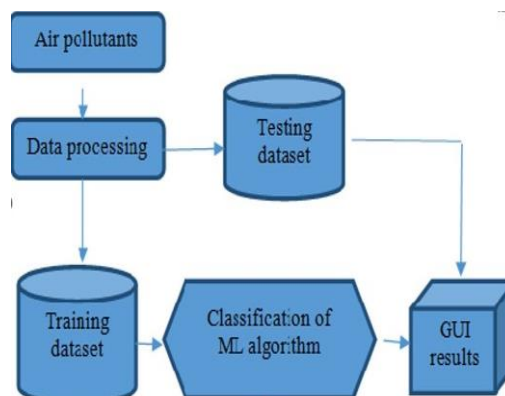 Air pollutants
Data processing
Testing
dataset
Training
dataset
Classification of
ML algorithm
GUI
results